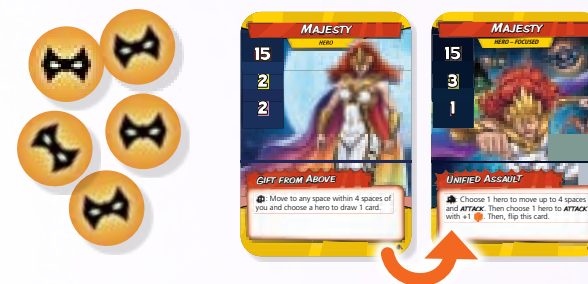 MAJESTY
HERO
15
2
2
GIFT FROM ABOVE
: Move to any space within 4 spaces of
you and choose a hero to draw 1 card.
MAJESTY
HERO – FOCUSED
15
3
1
UNIFIED ASSAULT
: Choose 1 hero to move up to 4 spaces
and ATTACK. Then choose 1 hero to ATTACK
with +1 . Then, flip this card.